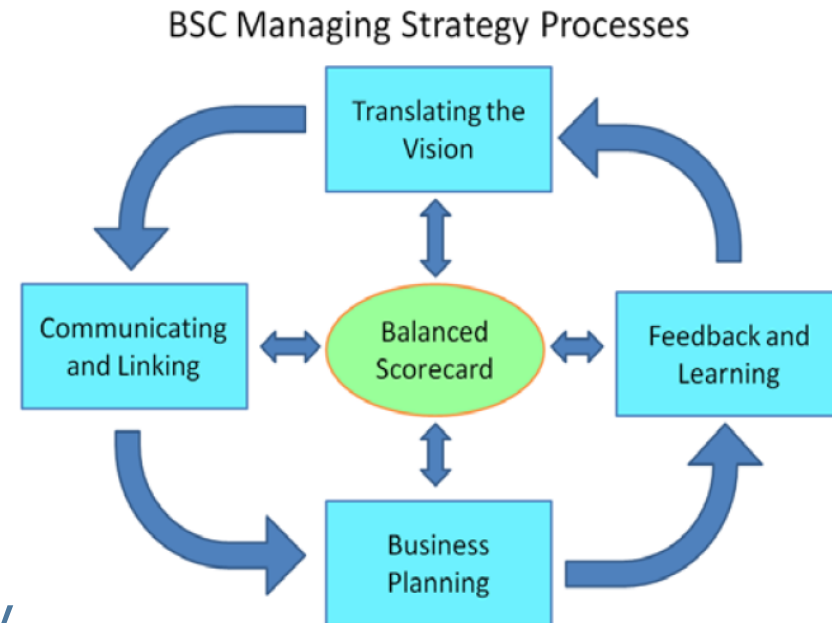 BSC Managing Strategy Processes
Translating the
Vision
Communicating
and Linking
Balanced
Scorecard
Feedback and
Learning
Business
Planning